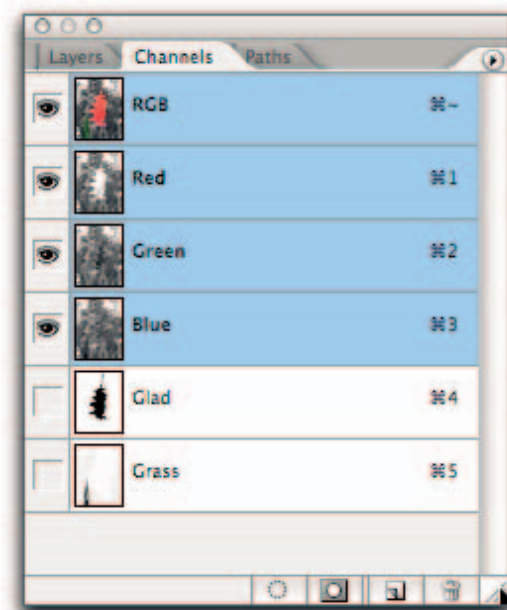 Layers Channels Paths
RGB ⌘~
Red ⌘1
Green ⌘2
Blue ⌘3
Glad ⌘4
Grass ⌘5